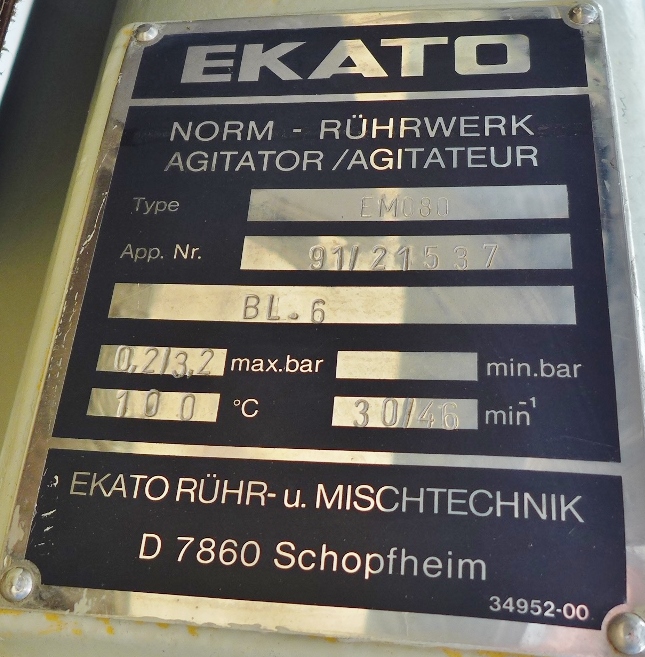 EKATO
NORM - RÜHRWERK
AGITATOR/AGITATEUR
Type EM080
App. Nr. 91/21537
BL.6
0,2/3,2 max.bar min.bar
100 °C 30/46 min⁻¹
EKATO RÜHR- u. MISCHTECHNIK
D 7860 Schopfheim
34952-00